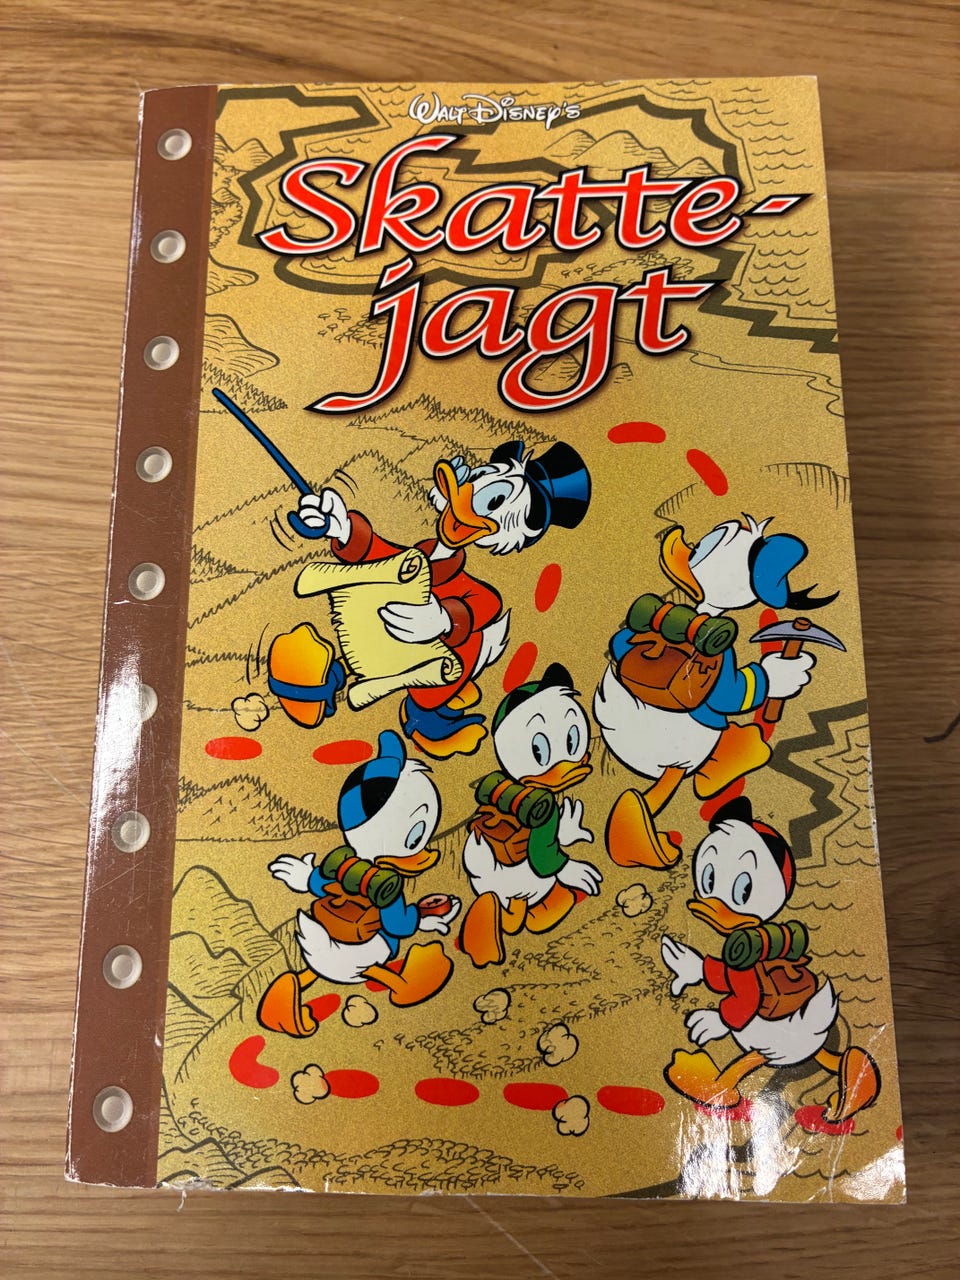 Walt Disney's
Skatte-
jagt